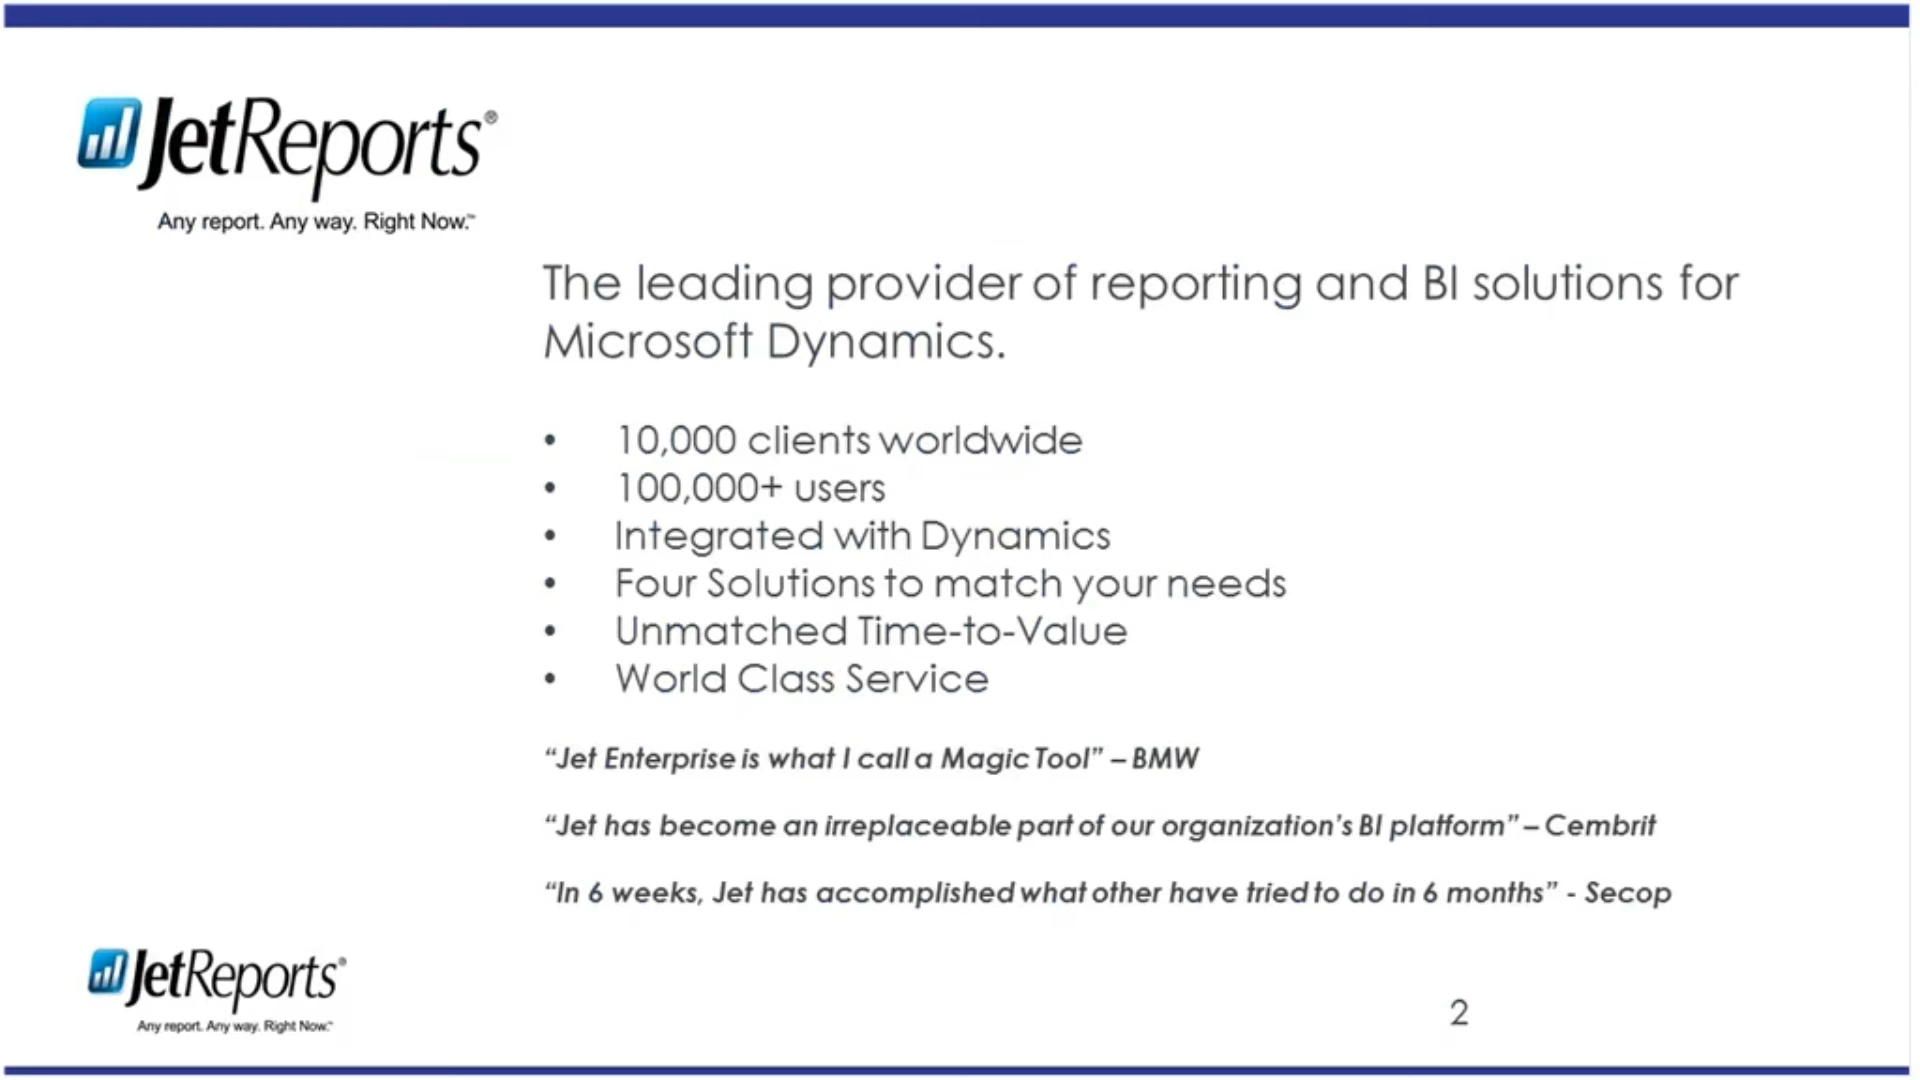 JetReports®
Any report. Any way. Right Now.™
The leading provider of reporting and BI solutions for
Microsoft Dynamics.
• 10,000 clients worldwide
• 100,000+ users
• Integrated with Dynamics
• Four Solutions to match your needs
• Unmatched Time-to-Value
• World Class Service
“Jet Enterprise is what I call a Magic Tool” – BMW
“Jet has become an irreplaceable part of our organization’s BI platform” – Cembrit
“In 6 weeks, Jet has accomplished what other have tried to do in 6 months” - Secop
JetReports®
Any report. Any way. Right Now.™
2